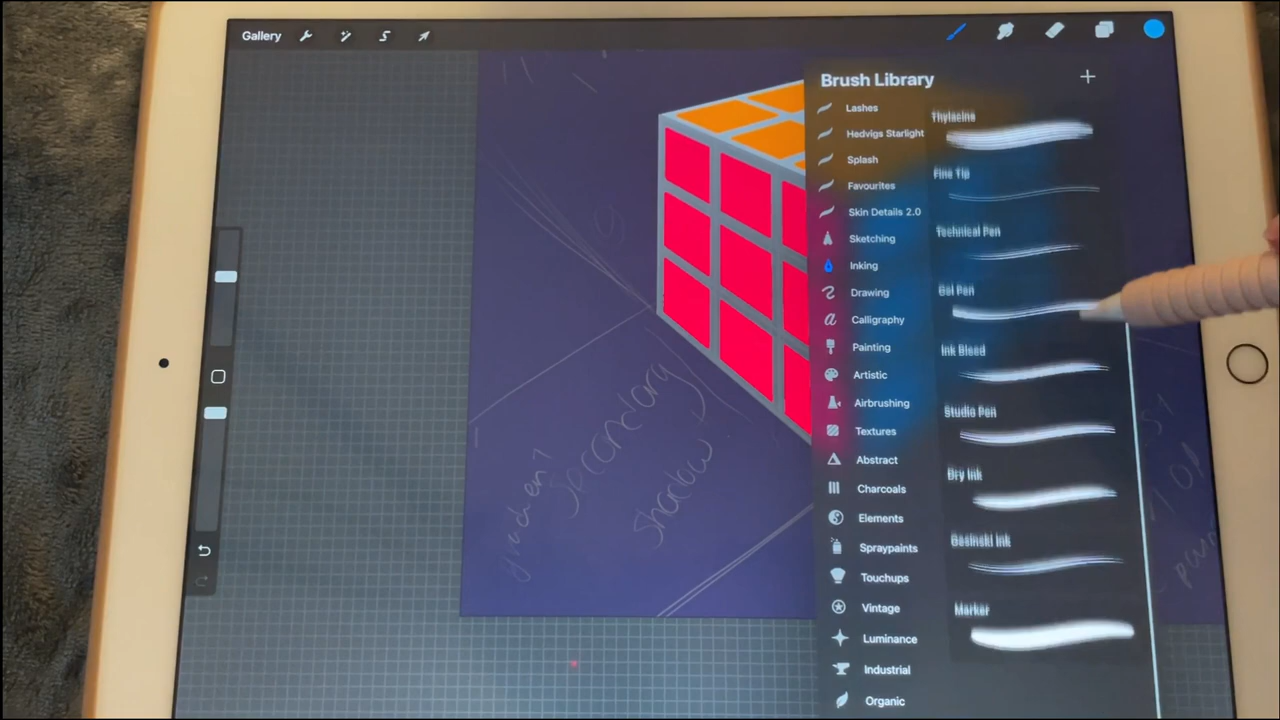 Gallery
Brush Library
Lashes
Hedvigs Starlight
Splash
Favourites
Skin Details 2.0
Sketching
Inking
Drawing
Calligraphy
Painting
Artistic
Airbrushing
Textures
Abstract
Charcoals
Elements
Spraypaints
Touchups
Vintage
Luminance
Industrial
Organic
Thylacine
Fine Tip
Technical Pen
Gel Pen
Ink Bleed
Studio Pen
Dry Ink
Gesinski Ink
Marker
Secondary
shadow